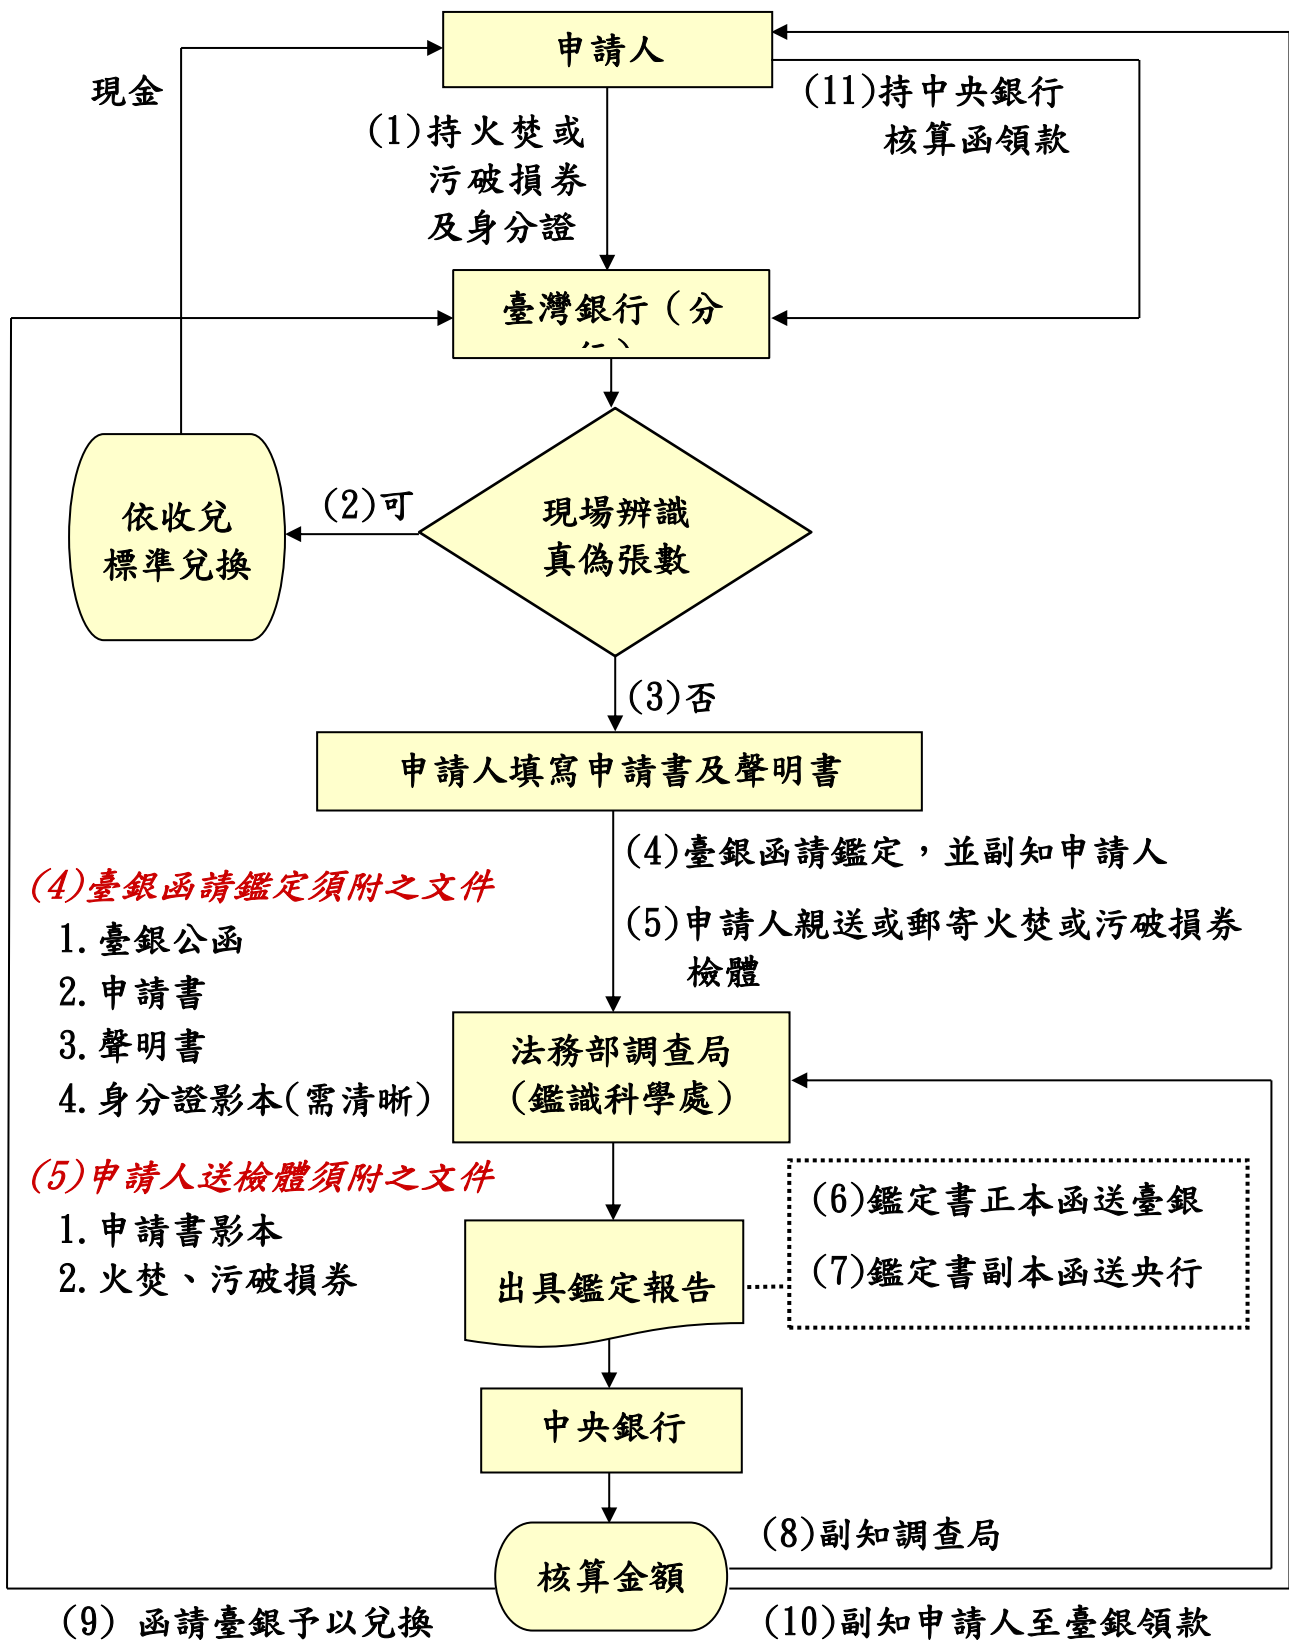 申請人
現金
(11)持中央銀行
核算函領款
(1)持火焚或
污破損券
及身分證
臺灣銀行（分
依收兌
標準兌換
(2)可
現場辨識
真偽張數
(3)否
申請人填寫申請書及聲明書
(4)臺銀函請鑑定，並副知申請人
(5)申請人親送或郵寄火焚或污破損券
檢體
(4)臺銀函請鑑定須附之文件
1.臺銀公函
2.申請書
3.聲明書
4.身分證影本(需清晰)
法務部調查局
(鑑識科學處)
(5)申請人送檢體須附之文件
1.申請書影本
2.火焚、污破損券
(6)鑑定書正本函送臺銀
(7)鑑定書副本函送央行
出具鑑定報告
中央銀行
(8)副知調查局
核算金額
(9) 函請臺銀予以兌換
(10)副知申請人至臺銀領款